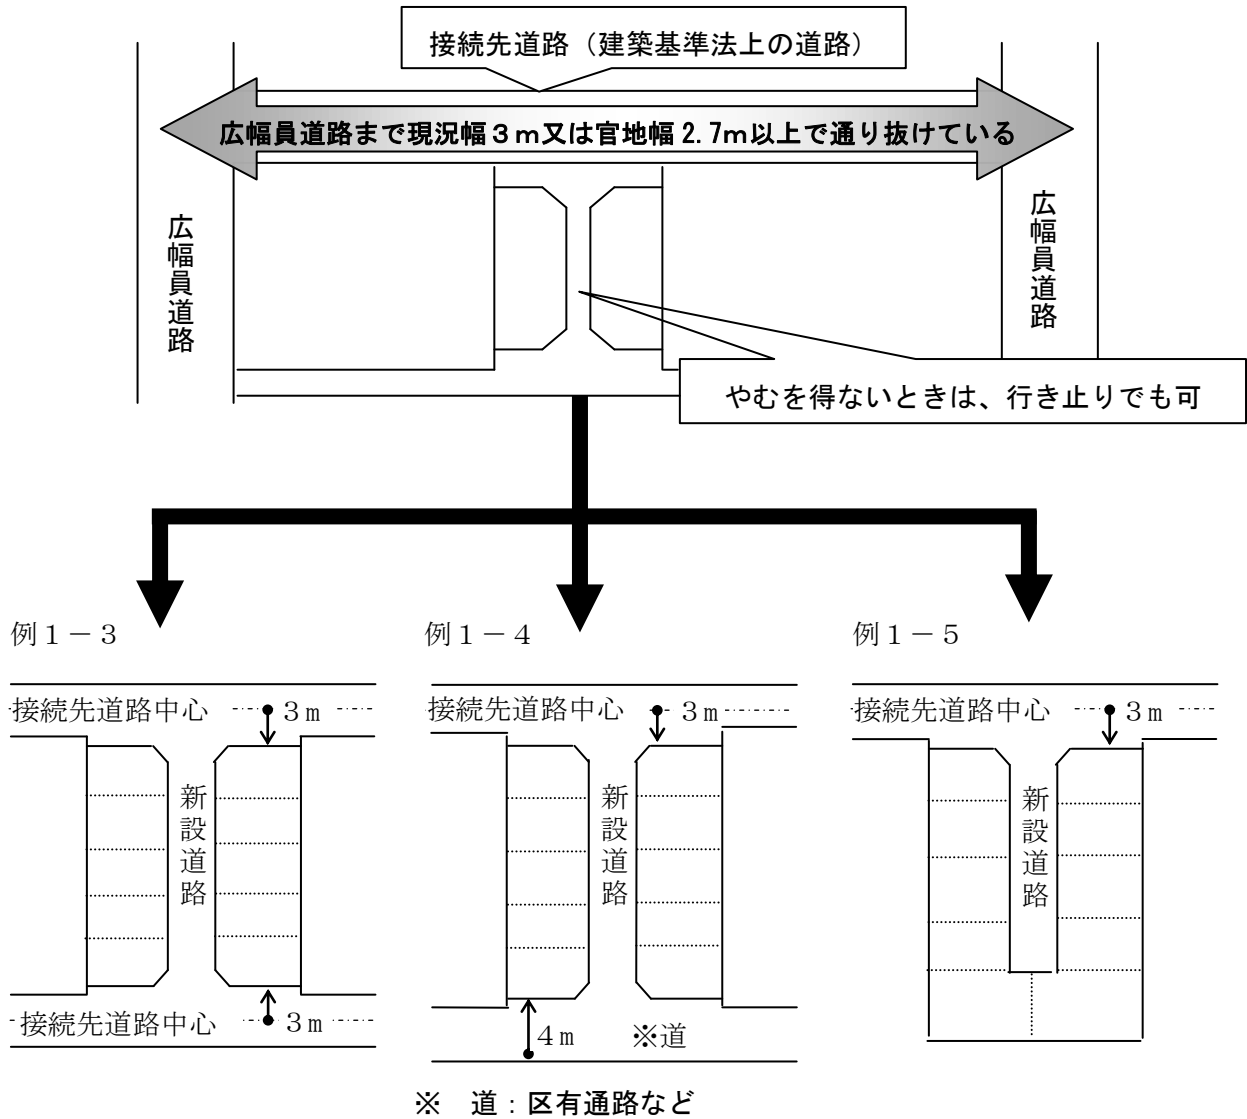 接続先道路（建築基準法上の道路）
広幅員道路まで現況幅３ｍ又は官地幅2.7m以上で通り抜けている
広幅員道路
広幅員道路
やむを得ないときは、行き止りでも可
例１－３
接続先道路中心
３ｍ
新設道路
接続先道路中心
３ｍ
例１－４
接続先道路中心
３ｍ
新設道路
４ｍ
※道
例１－５
接続先道路中心
３ｍ
新設道路
※　道：区有通路など